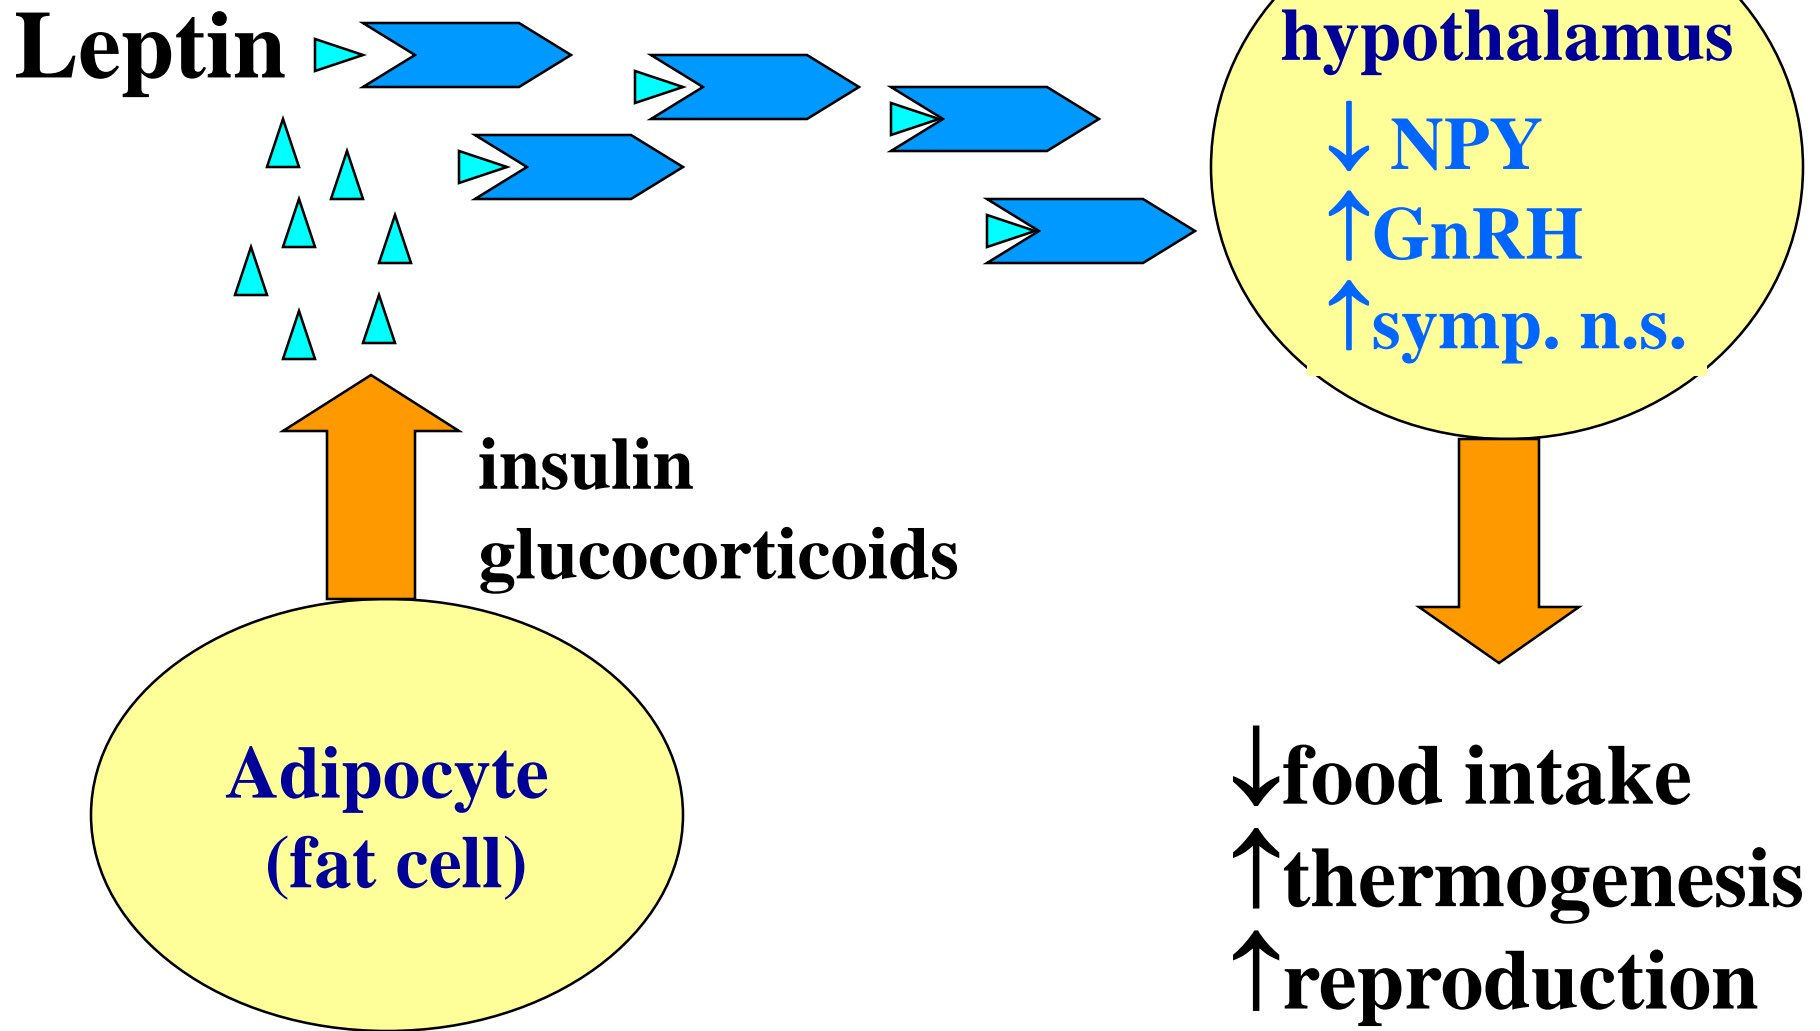 Leptin
hypothalamus
↓ NPY
↑GnRH
↑symp. n.s.
insulin
glucocorticoids
Adipocyte
(fat cell)
↓food intake
↑thermogenesis
↑reproduction